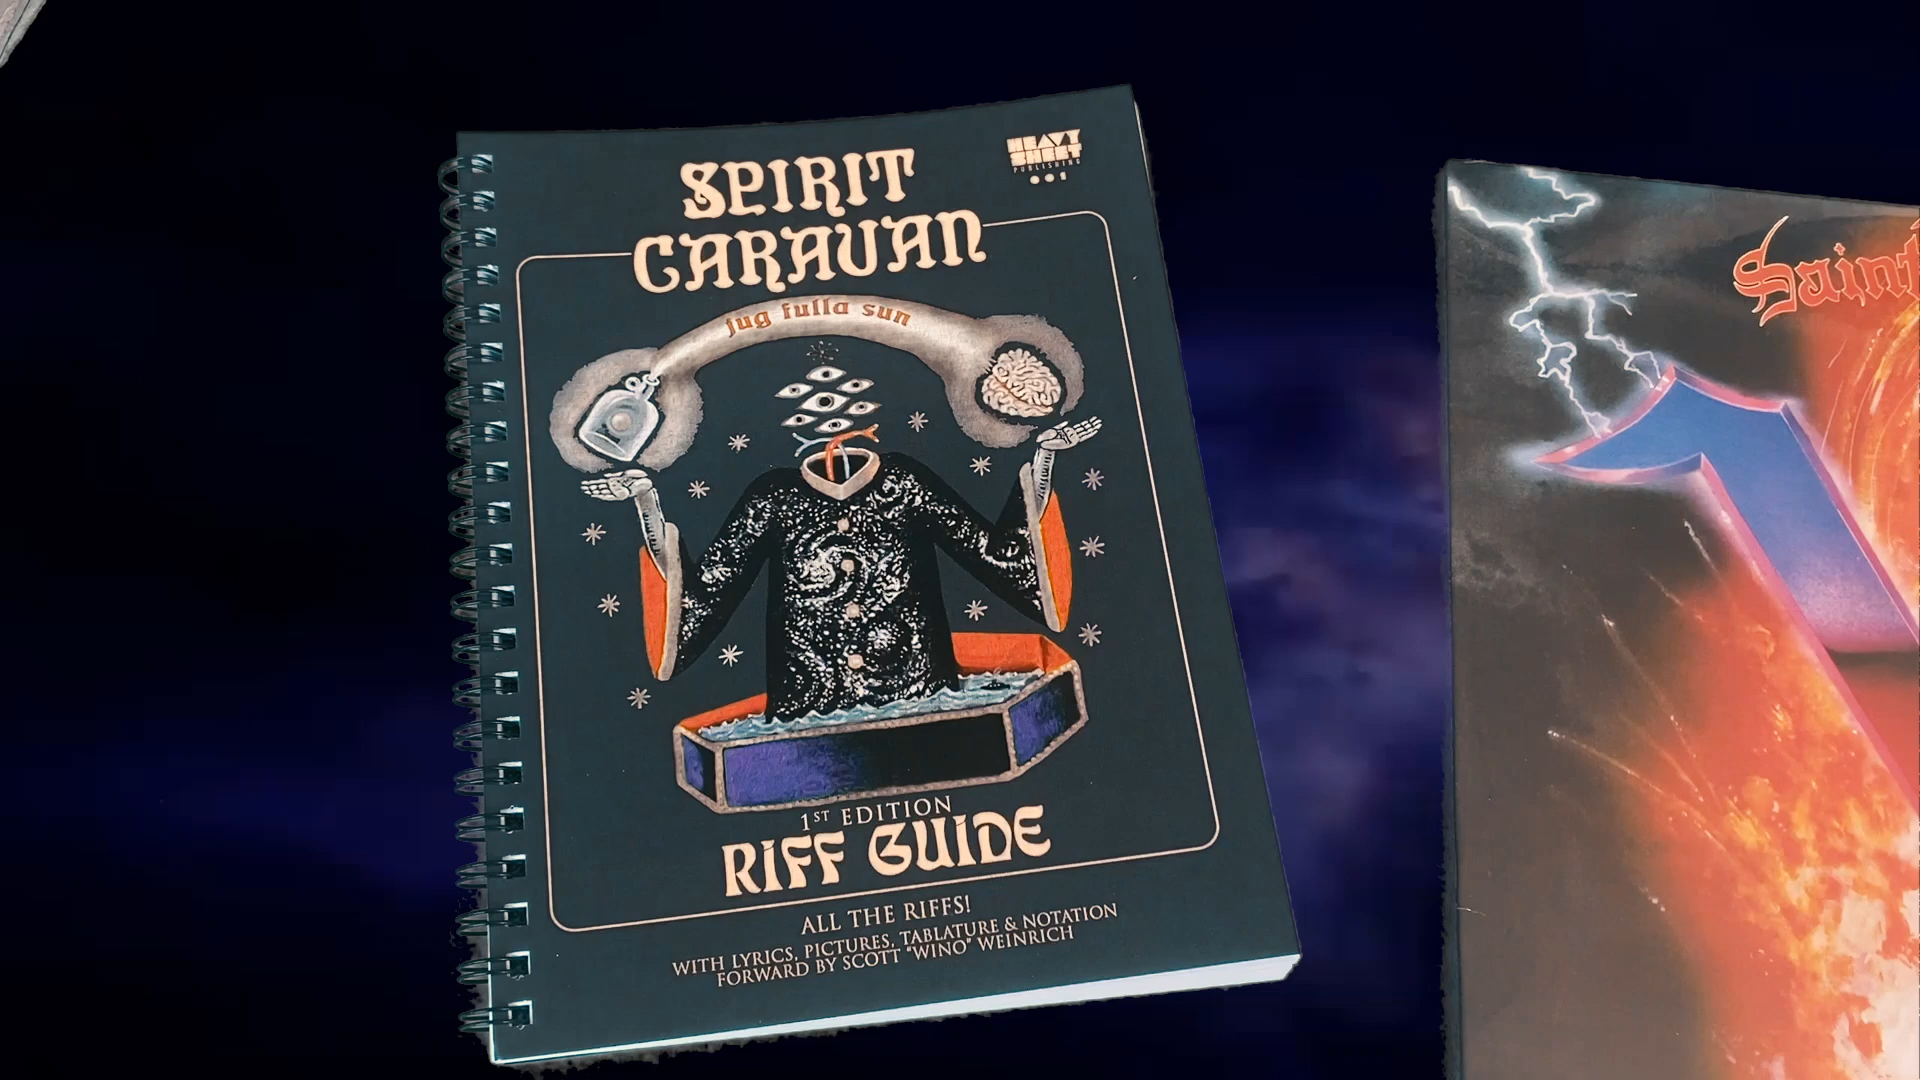 HEAVY
SHEET
PUBLISHING
001
SPIRIT
CARAVAN
jug fulla sun
1ST EDITION
RIFF GUIDE
ALL THE RIFFS!
WITH LYRICS, PICTURES, TABLATURE & NOTATION
FORWARD BY SCOTT "WINO" WEINRICH
Saint